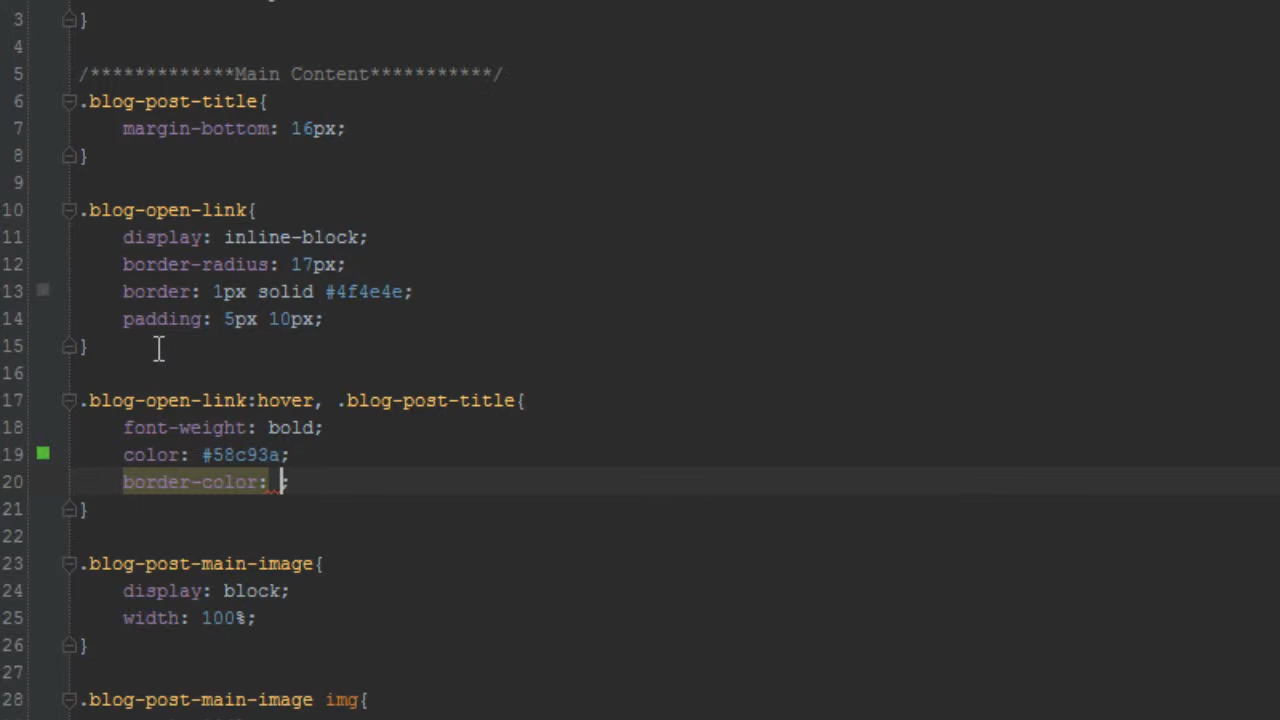 3 }
4
5 /*************Main Content***********/
6 .blog-post-title{
7 margin-bottom: 16px;
8 }
9
10 .blog-open-link{
11 display: inline-block;
12 border-radius: 17px;
13 border: 1px solid #4f4e4e;
14 padding: 5px 10px;
15 }
16
17 .blog-open-link:hover, .blog-post-title{
18 font-weight: bold;
19 color: #58c93a;
20 border-color: ;
21 }
22
23 .blog-post-main-image{
24 display: block;
25 width: 100%;
26 }
27
28 .blog-post-main-image img{